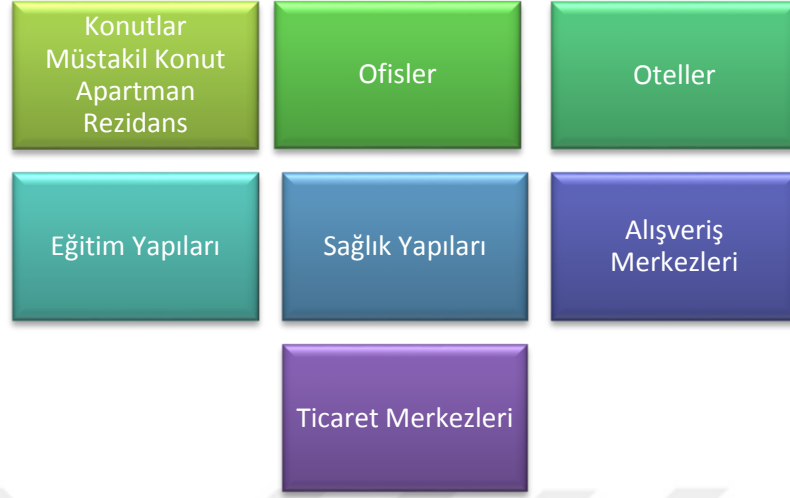 Konutlar
Müstakil Konut
Apartman
Rezidans
Ofisler
Oteller
Eğitim Yapıları
Sağlık Yapıları
Alışveriş
Merkezleri
Ticaret Merkezleri